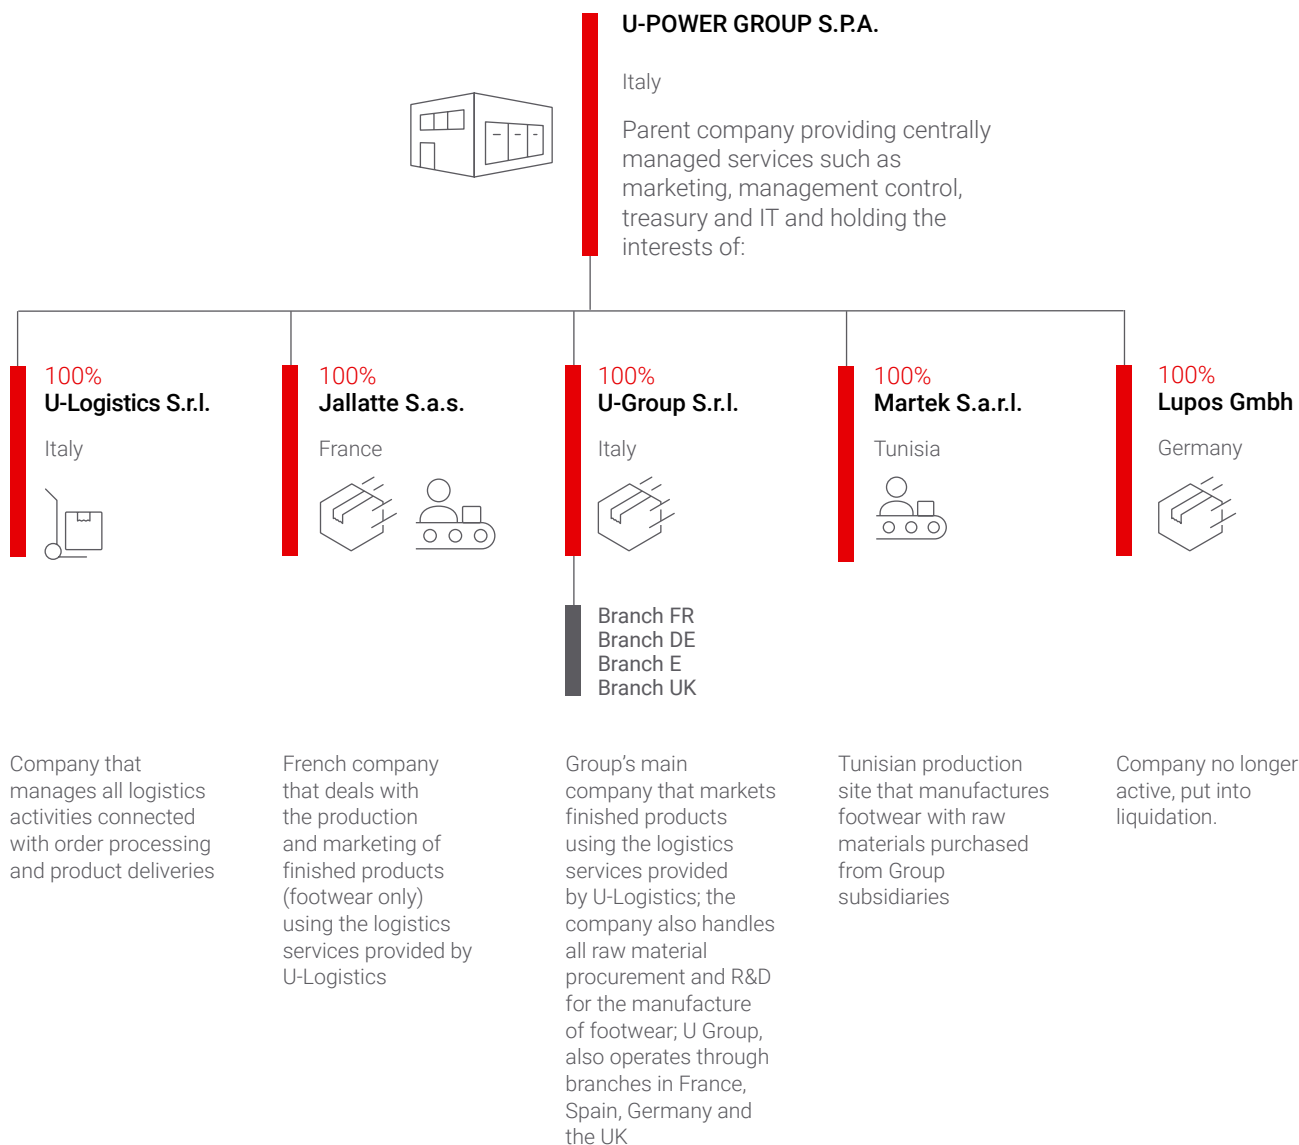 U-POWER GROUP S.P.A.
Italy
Parent company providing centrally
managed services such as
marketing, management control,
treasury and IT and holding the
interests of:
100%
U-Logistics S.r.l.
Italy
100%
Jallatte S.a.s.
France
100%
U-Group S.r.l.
Italy
100%
Martek S.a.r.l.
Tunisia
100%
Lupos Gmbh
Germany
Branch FR
Branch DE
Branch E
Branch UK
Company that
manages all logistics
activities connected
with order processing
and product deliveries
French company
that deals with
the production
and marketing of
finished products
(footwear only)
using the logistics
services provided by
U-Logistics
Group's main
company that markets
finished products
using the logistics
services provided
by U-Logistics; the
company also handles
all raw material
procurement and R&D
for the manufacture
of footwear; U Group,
also operates through
branches in France,
Spain, Germany and
the UK
Tunisian production
site that manufactures
footwear with raw
materials purchased
from Group
subsidiaries
Company no longer
active, put into
liquidation.